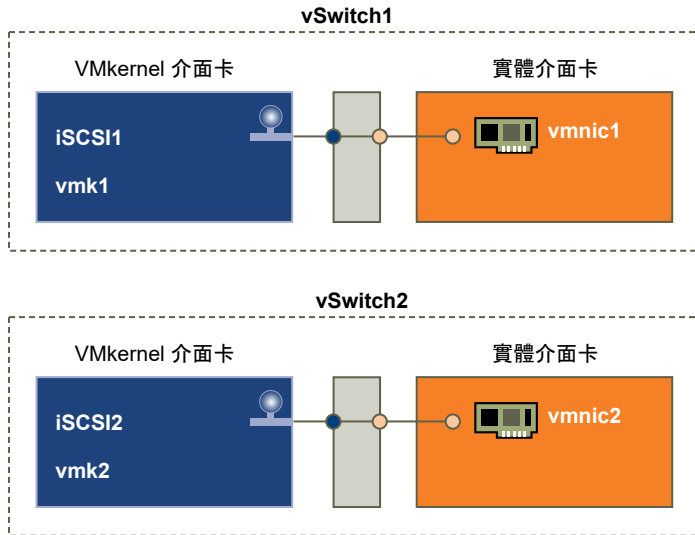 vSwitch1
VMkernel 介面卡
實體介面卡
iSCSI1
vmk1
vmnic1
vSwitch2
VMkernel 介面卡
實體介面卡
iSCSI2
vmk2
vmnic2